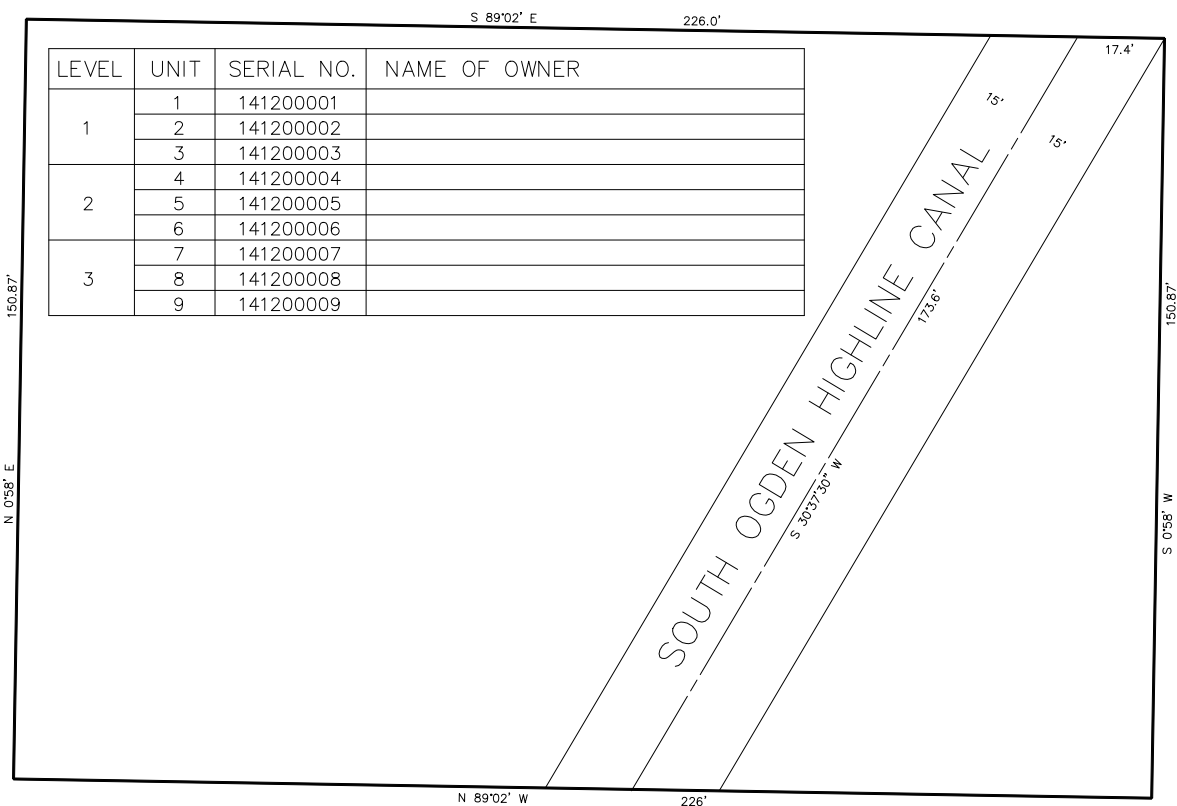 S 89°02' E 226.0'
17.4'
LEVEL UNIT SERIAL NO. NAME OF OWNER
1 1 141200001
2 141200002
3 141200003
2 4 141200004
5 141200005
6 141200006
3 7 141200007
8 141200008
9 141200009
15'
15'
SOUTH OGDEN HIGHLINE CANAL
173.6'
S 30°37'30" W
150.87'
N 0°58' E
150.87'
S 0°58' W
N 89°02' W 226'